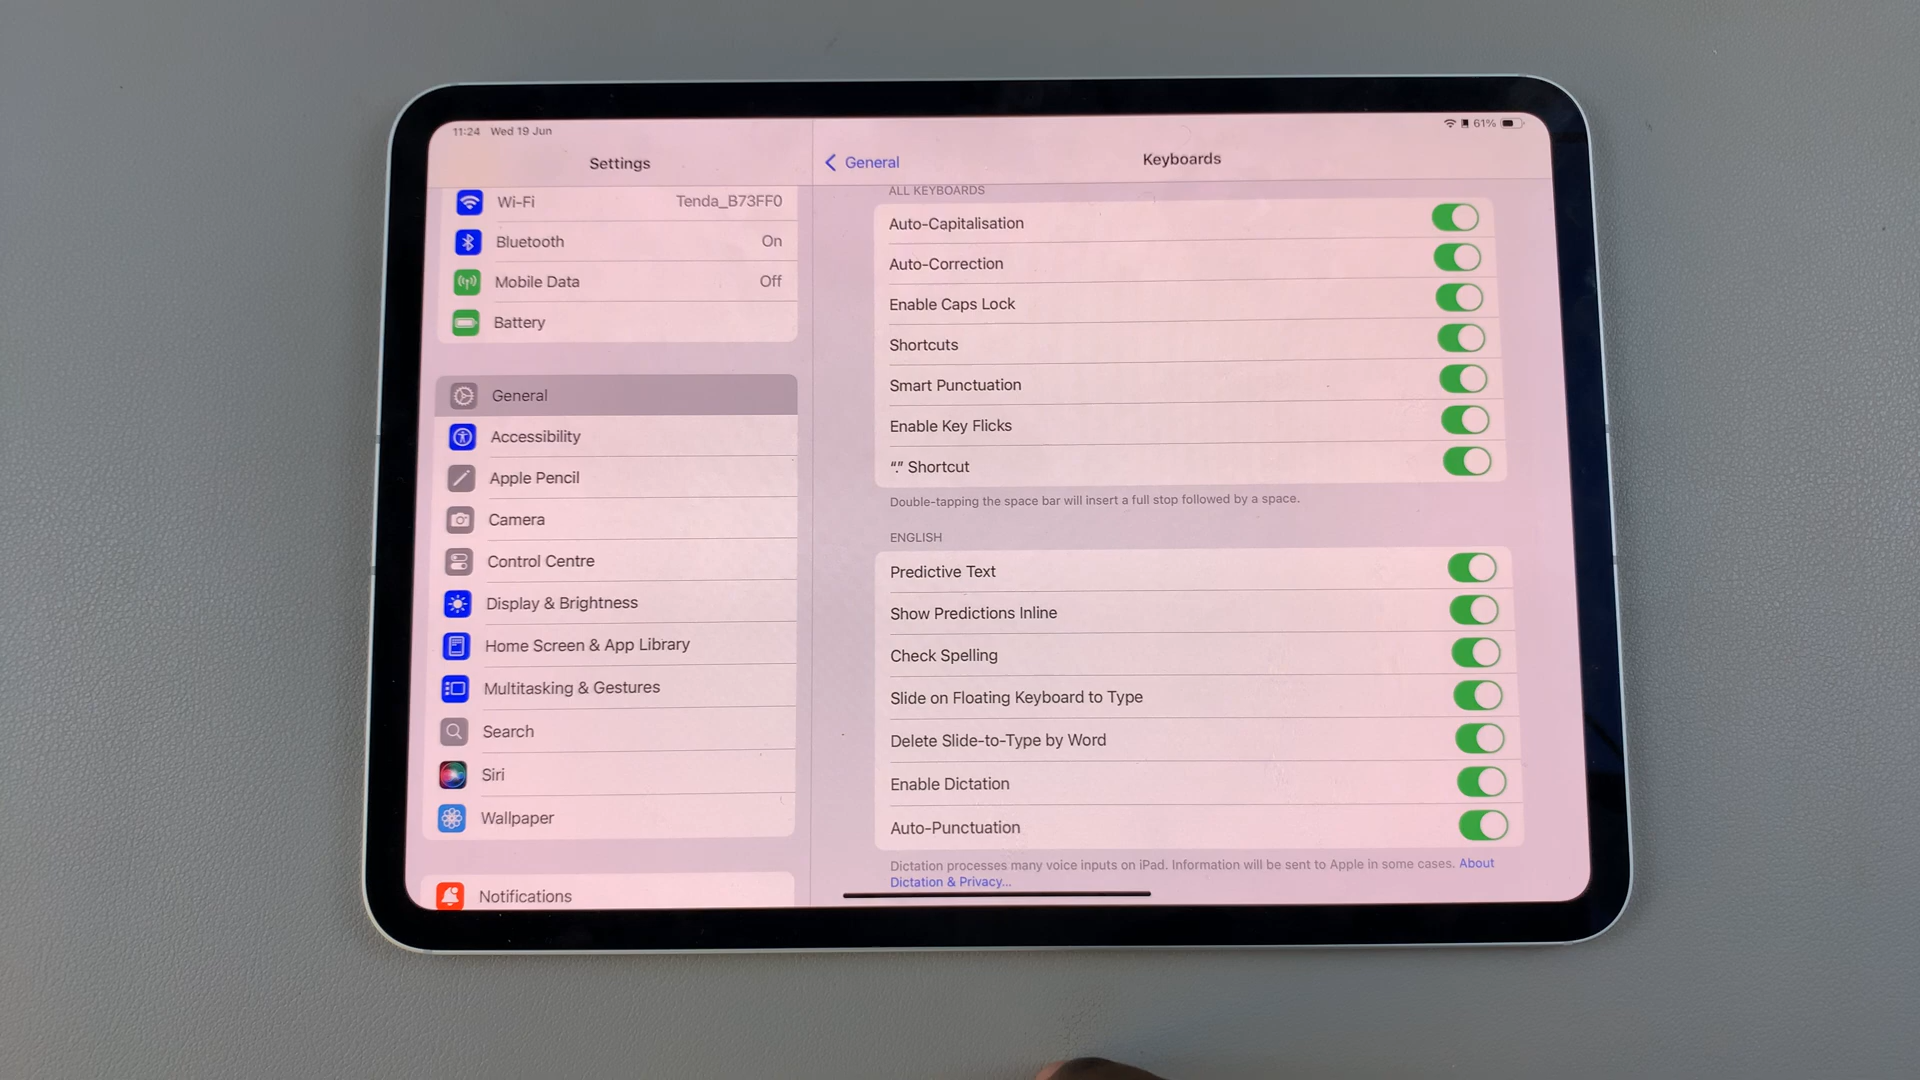 11:24 Wed 19 Jun
61%
Settings
Wi-Fi Tenda_B73FF0
Bluetooth On
Mobile Data Off
Battery
General
Accessibility
Apple Pencil
Camera
Control Centre
Display & Brightness
Home Screen & App Library
Multitasking & Gestures
Search
Siri
Wallpaper
Notifications
General
Keyboards
ALL KEYBOARDS
Auto-Capitalisation
Auto-Correction
Enable Caps Lock
Shortcuts
Smart Punctuation
Enable Key Flicks
“.” Shortcut
Double-tapping the space bar will insert a full stop followed by a space.
ENGLISH
Predictive Text
Show Predictions Inline
Check Spelling
Slide on Floating Keyboard to Type
Delete Slide-to-Type by Word
Enable Dictation
Auto-Punctuation
Dictation processes many voice inputs on iPad. Information will be sent to Apple in some cases. About
Dictation & Privacy...